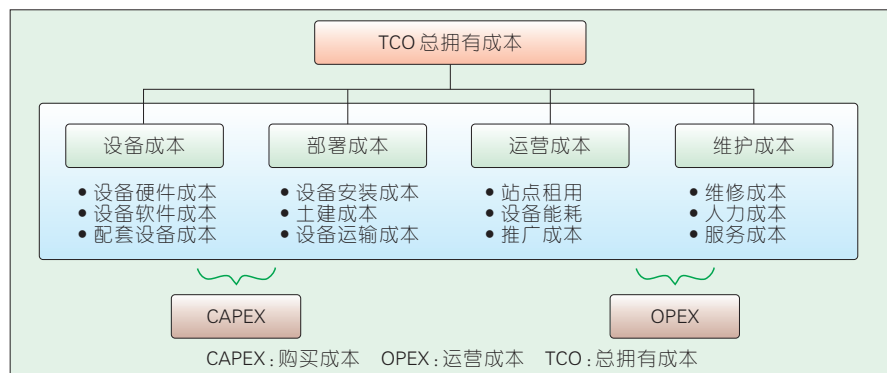 TCO 总拥有成本
设备成本 部署成本 运营成本 维护成本
• 设备硬件成本 • 设备安装成本 • 站点租用 • 维修成本
• 设备软件成本 • 土建成本 • 设备能耗 • 人力成本
• 配套设备成本 • 设备运输成本 • 推广成本 • 服务成本
CAPEX OPEX
CAPEX:购买成本 OPEX:运营成本 TCO:总拥有成本